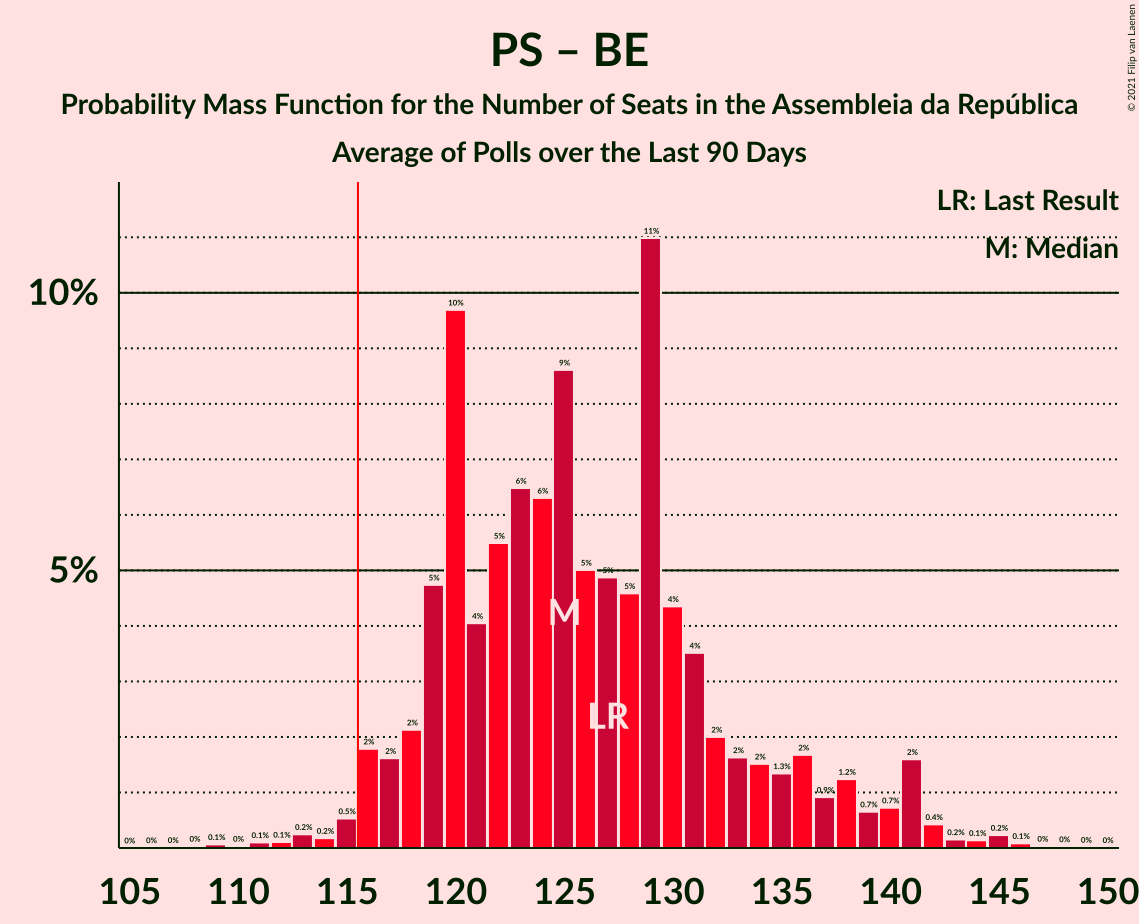 PS – BE
Probability Mass Function for the Number of Seats in the Assembleia da República
Average of Polls over the Last 90 Days
© 2021 Filip van Laenen
LR: Last Result
M: Median
10%
5%
0% 0% 0% 0% 0.1% 0% 0.1% 0.1% 0.2% 0.2% 0.5% 2% 2% 2% 5% 10% 4% 5% 6% 6% 9% 5% 5% 5% 11% 4% 4% 2% 2% 2% 1.3% 2% 0.9% 1.2% 0.7% 0.7% 2% 0.4% 0.2% 0.1% 0.2% 0.1% 0% 0% 0% 0%
M
LR
105 110 115 120 125 130 135 140 145 150